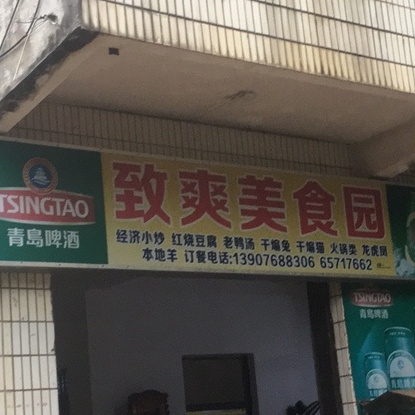 TSINGTAO
青島啤酒
致爽美食园
经济小炒 红烧豆腐 老鸭汤 干煸兔 干煸猫 火锅类 龙虎凤
本地羊 订餐电话:13907688306 65717662
TSINGTAO
青島啤酒